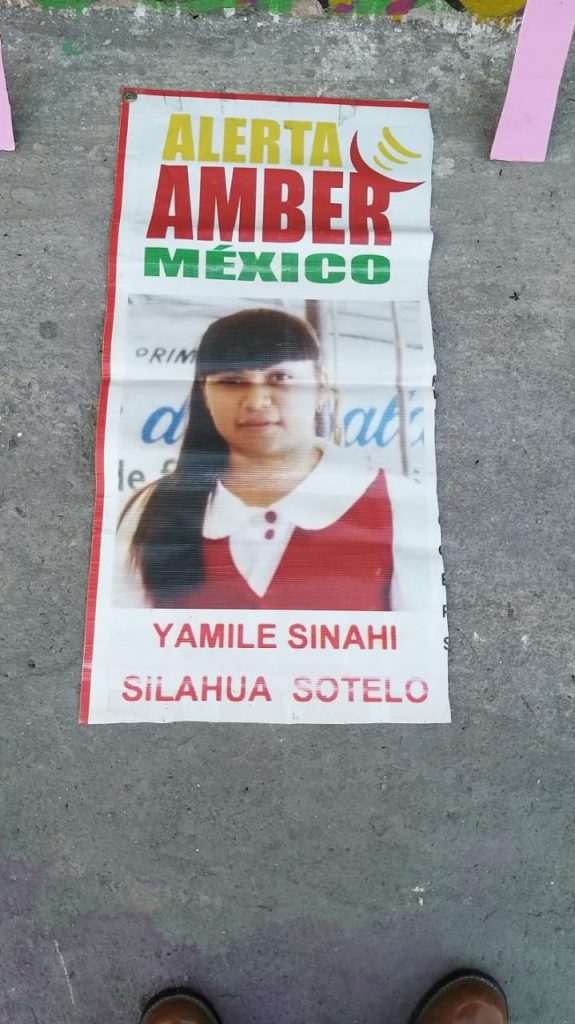 ALERTA
AMBER
MÉXICO
YAMILE SINAHI
SiLAHUA SOTELO